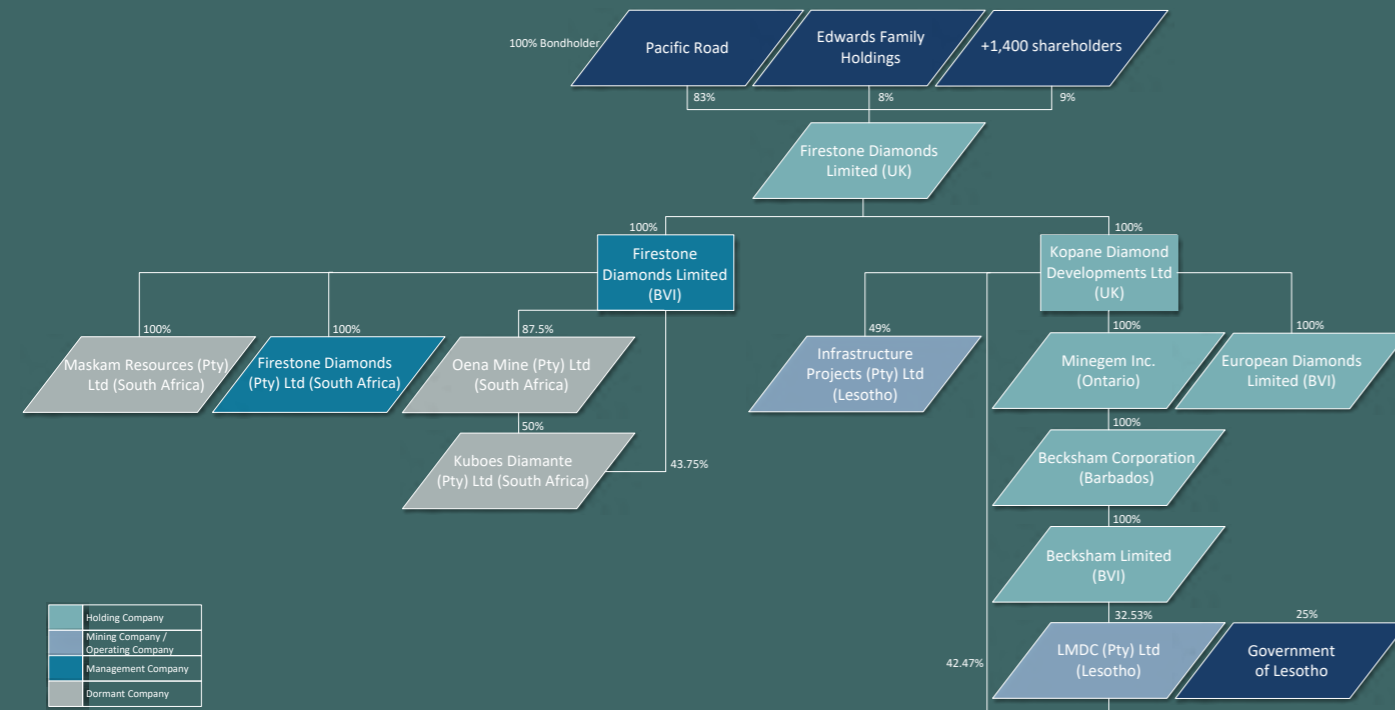 100% Bondholder
Pacific Road
Edwards Family
Holdings
+1,400 shareholders
83%
8%
9%
Firestone Diamonds
Limited (UK)
100%
100%
Firestone
Diamonds Limited
(BVI)
Kopane Diamond
Developments Ltd
(UK)
100%
100%
87.5%
49%
100%
100%
Maskam Resources (Pty)
Ltd (South Africa)
Firestone Diamonds
(Pty) Ltd (South Africa)
Oena Mine (Pty) Ltd
(South Africa)
Infrastructure
Projects (Pty) Ltd
(Lesotho)
Minegem Inc.
(Ontario)
European Diamonds
Limited (BVI)
50%
100%
Kuboes Diamante
(Pty) Ltd (South Africa)
43.75%
Becksham Corporation
(Barbados)
100%
Becksham Limited
(BVI)
32.53%
25%
LMDC (Pty) Ltd
(Lesotho)
Government
of Lesotho
42.47%
Holding Company
Mining Company /
Operating Company
Management Company
Dormant Company